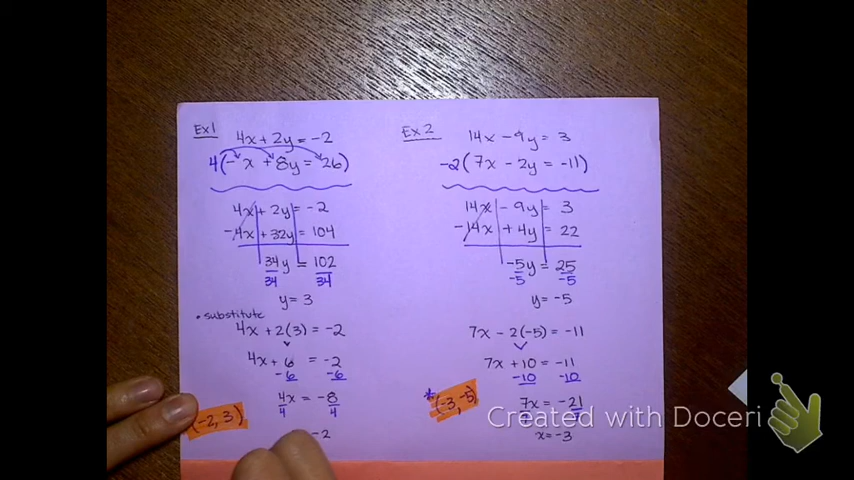 Ex1
4x + 2y = -2
4(-x + 8y = 26)
4x + 2y = -2
-4x + 32y = 104
34y = 102
34 34
y = 3
• substitute
4x + 2(3) = -2
4x + 6 = -2
-6 -6
4x = -8
4 4
-2
(-2, 3)
Ex 2
14x - 9y = 3
-2(7x - 2y = -11)
14x - 9y = 3
-14x + 4y = 22
-5y = 25
-5 -5
y = -5
7x - 2(-5) = -11
7x + 10 = -11
-10 -10
7x = -21
x = -3
*(-3, -5)
Created with Doceri